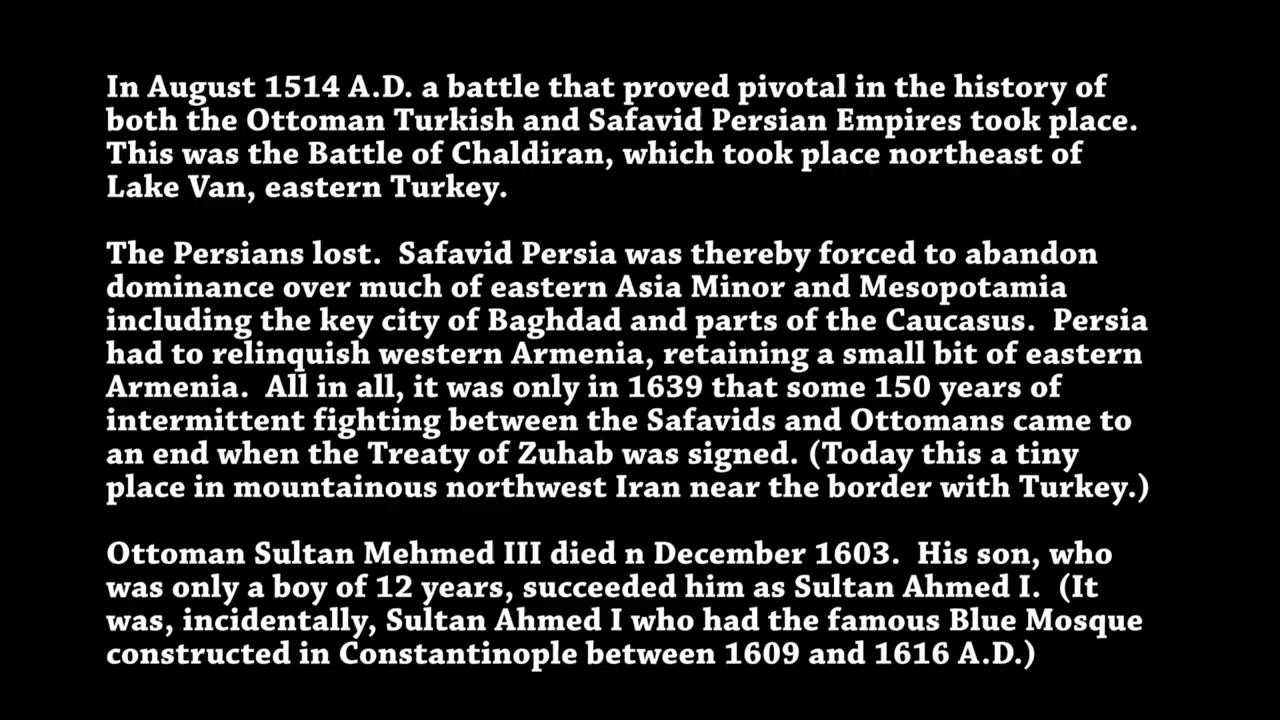 In August 1514 A.D. a battle that proved pivotal in the history of
both the Ottoman Turkish and Safavid Persian Empires took place.
This was the Battle of Chaldiran, which took place northeast of
Lake Van, eastern Turkey.
The Persians lost.  Safavid Persia was thereby forced to abandon
dominance over much of eastern Asia Minor and Mesopotamia
including the key city of Baghdad and parts of the Caucasus.  Persia
had to relinquish western Armenia, retaining a small bit of eastern
Armenia.  All in all, it was only in 1639 that some 150 years of
intermittent fighting between the Safavids and Ottomans came to
an end when the Treaty of Zuhab was signed. (Today this a tiny
place in mountainous northwest Iran near the border with Turkey.)
Ottoman Sultan Mehmed III died n December 1603.  His son, who
was only a boy of 12 years, succeeded him as Sultan Ahmed I.  (It
was, incidentally, Sultan Ahmed I who had the famous Blue Mosque
constructed in Constantinople between 1609 and 1616 A.D.)